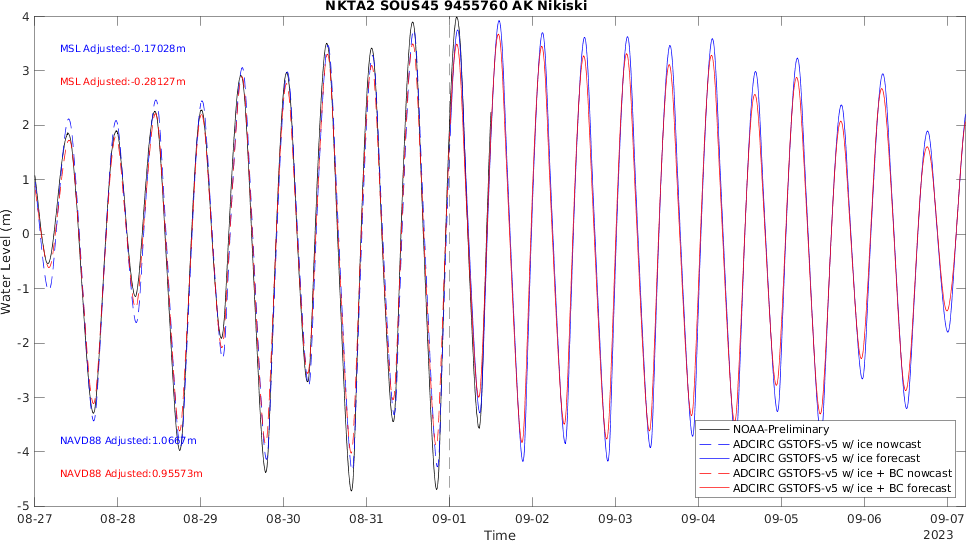 NKTA2 SOUS45 9455760 AK Nikiski
4
3
2
1
0
-1
-2
-3
-4
-5
Water Level (m)
MSL Adjusted:-0.17028m
MSL Adjusted:-0.28127m
NAVD88 Adjusted:1.0667m
NAVD88 Adjusted:0.95573m
NOAA-Preliminary
ADCIRC GSTOFS-v5 w/ ice nowcast
ADCIRC GSTOFS-v5 w/ ice forecast
ADCIRC GSTOFS-v5 w/ ice + BC nowcast
ADCIRC GSTOFS-v5 w/ ice + BC forecast
08-27 08-28 08-29 08-30 08-31 09-01 09-02 09-03 09-04 09-05 09-06 09-07
Time
2023